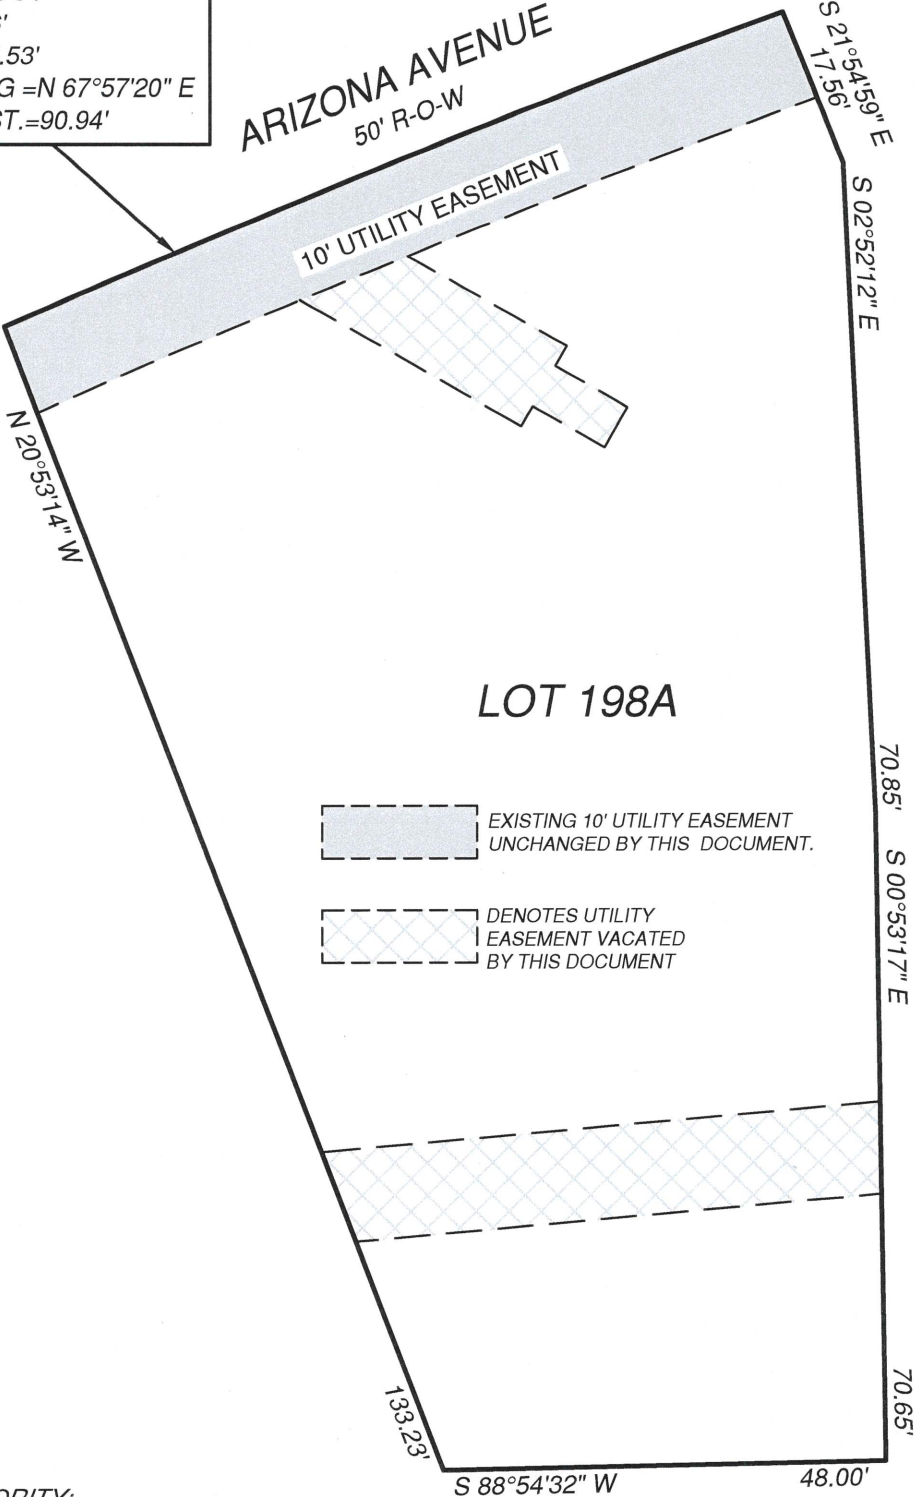 .53'
=N 67°57'20" E
=90.94'
ARIZONA AVENUE
50' R-O-W
S 21°54'59" E
17.56'
10' UTILITY EASEMENT
S 02°52'12" E
N 20°53'14" W
LOT 198A
70.85'
EXISTING 10' UTILITY EASEMENT
UNCHANGED BY THIS DOCUMENT.
S 00°53'17" E
DENOTES UTILITY
EASEMENT VACATED
BY THIS DOCUMENT
133.23'
70.65'
S 88°54'32" W
48.00'